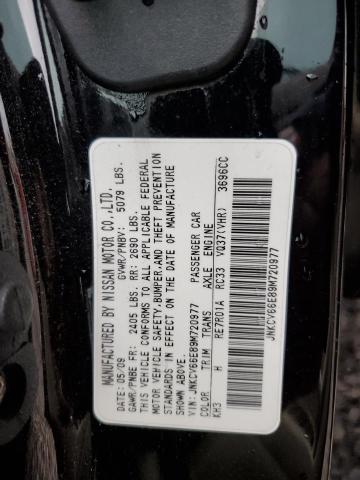 MANUFACTURED BY NISSAN MOTOR CO.,LTD.
DATE: 05/09 GVWR/PNBV: 5079 LBS.
GAWR/PNBE FR: 2405 LBS. RR: 2690 LBS.
THIS VEHICLE CONFORMS TO ALL APPLICABLE FEDERAL
MOTOR VEHICLE SAFETY,BUMPER,AND THEFT PREVENTION
STANDARDS IN EFFECT ON THE DATE OF MANUFACTURE
SHOWN ABOVE.
VIN: JNKCV66E89M720977 PASSENGER CAR
COLOR TRIM TRANS AXLE ENGINE
KH3 H RE7R01A RC33 VQ37(VHR) 3696CC
JNKCV66E89M720977